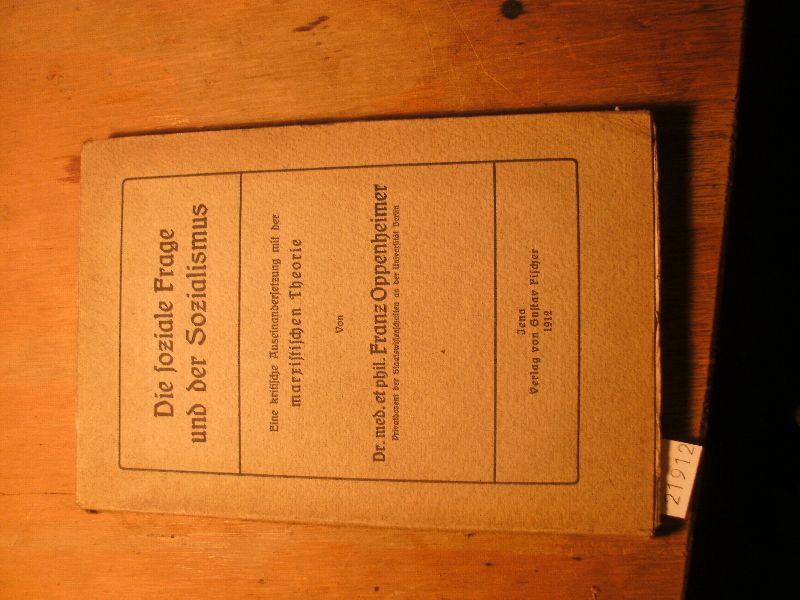 Die ſoziale Frage
und der Sozialismus
Eine kritiſche Auseinanderſetzung mit der
marxiſtiſchen Theorie
Von
Dr. med. et phil. Franz Oppenheimer
Privatdozent der Staatswiſſenſchaften an der Univerſität Berlin
Jena
Verlag von Guſtav Fiſcher
1912
21912